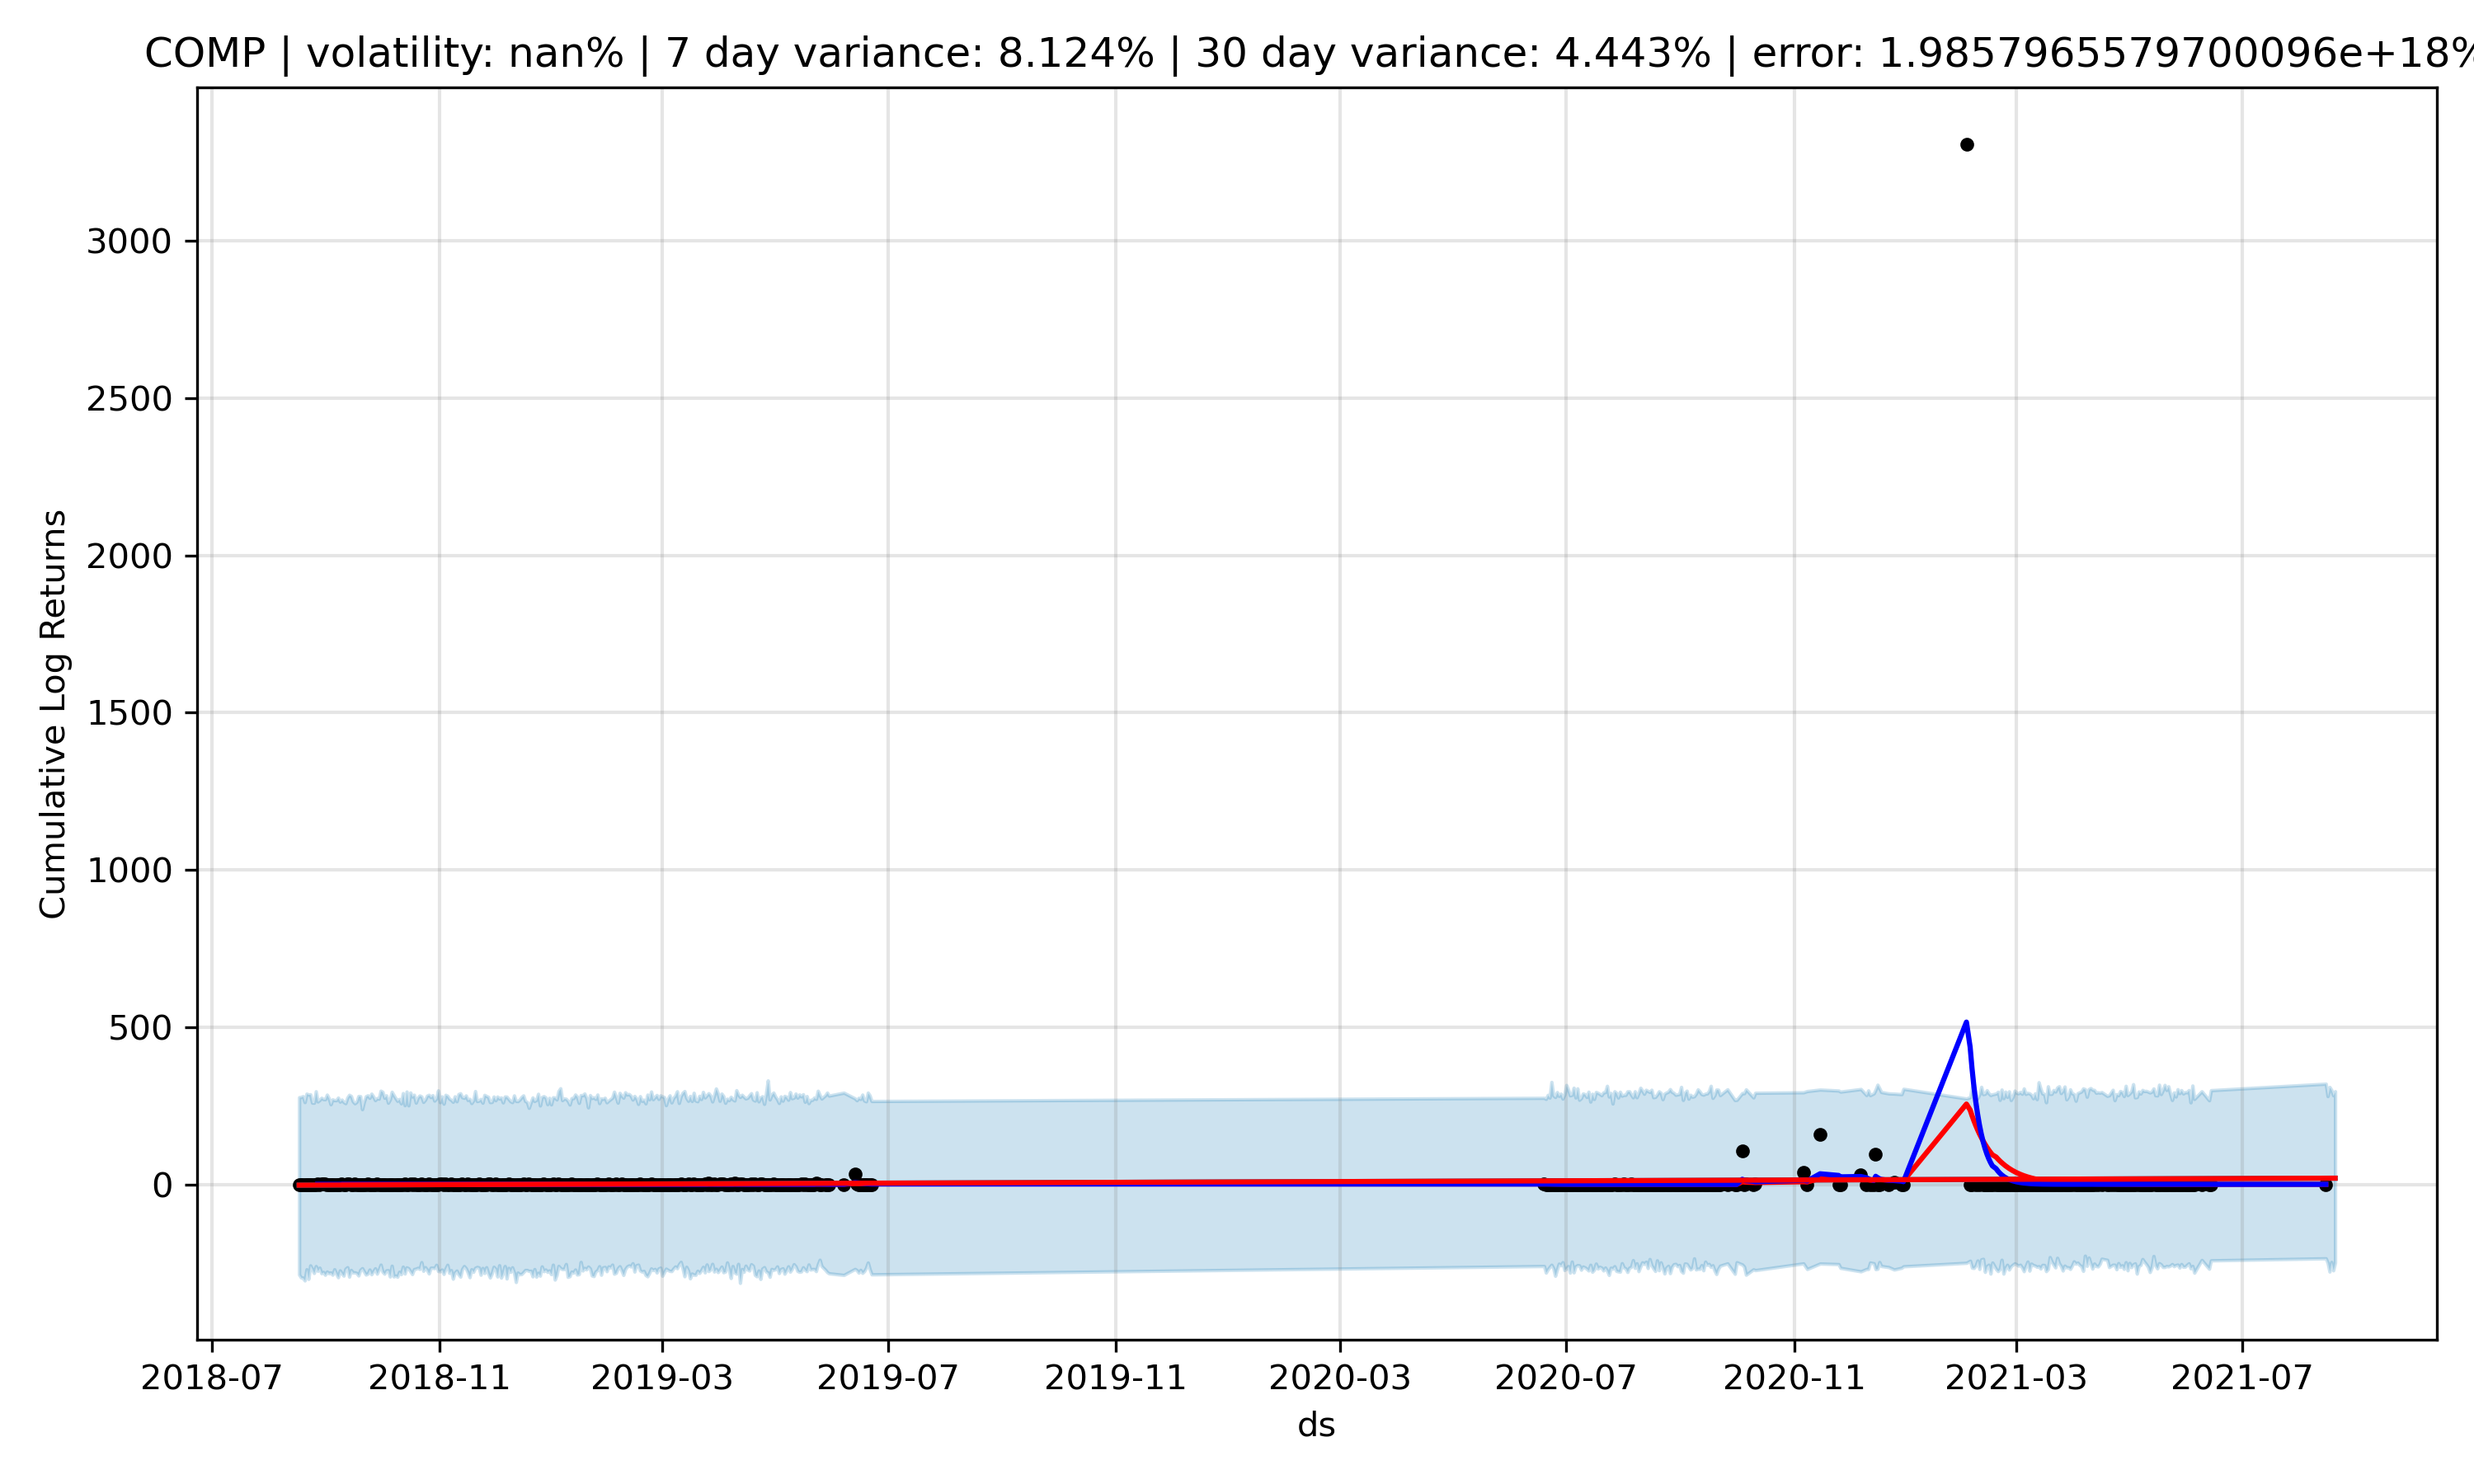 COMP | volatility: nan% | 7 day variance: 8.124% | 30 day variance: 4.443% | error: 1.9857965579700096e+18%
3000
2500
2000
1500
1000
500
0
Cumulative Log Returns
2018-07 2018-11 2019-03 2019-07 2019-11 2020-03 2020-07 2020-11 2021-03 2021-07
ds